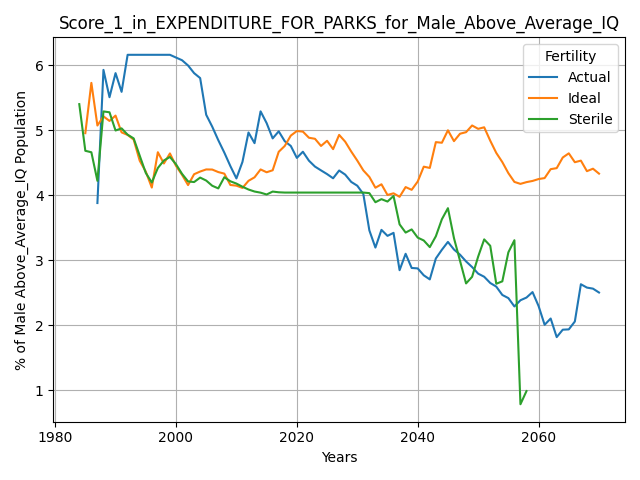 Score_1_in_EXPENDITURE_FOR_PARKS_for_Male_Above_Average_IQ
Fertility
Actual
Ideal
Sterile
% of Male Above_Average_IQ Population
6
5
4
3
2
1
1980 2000 2020 2040 2060
Years